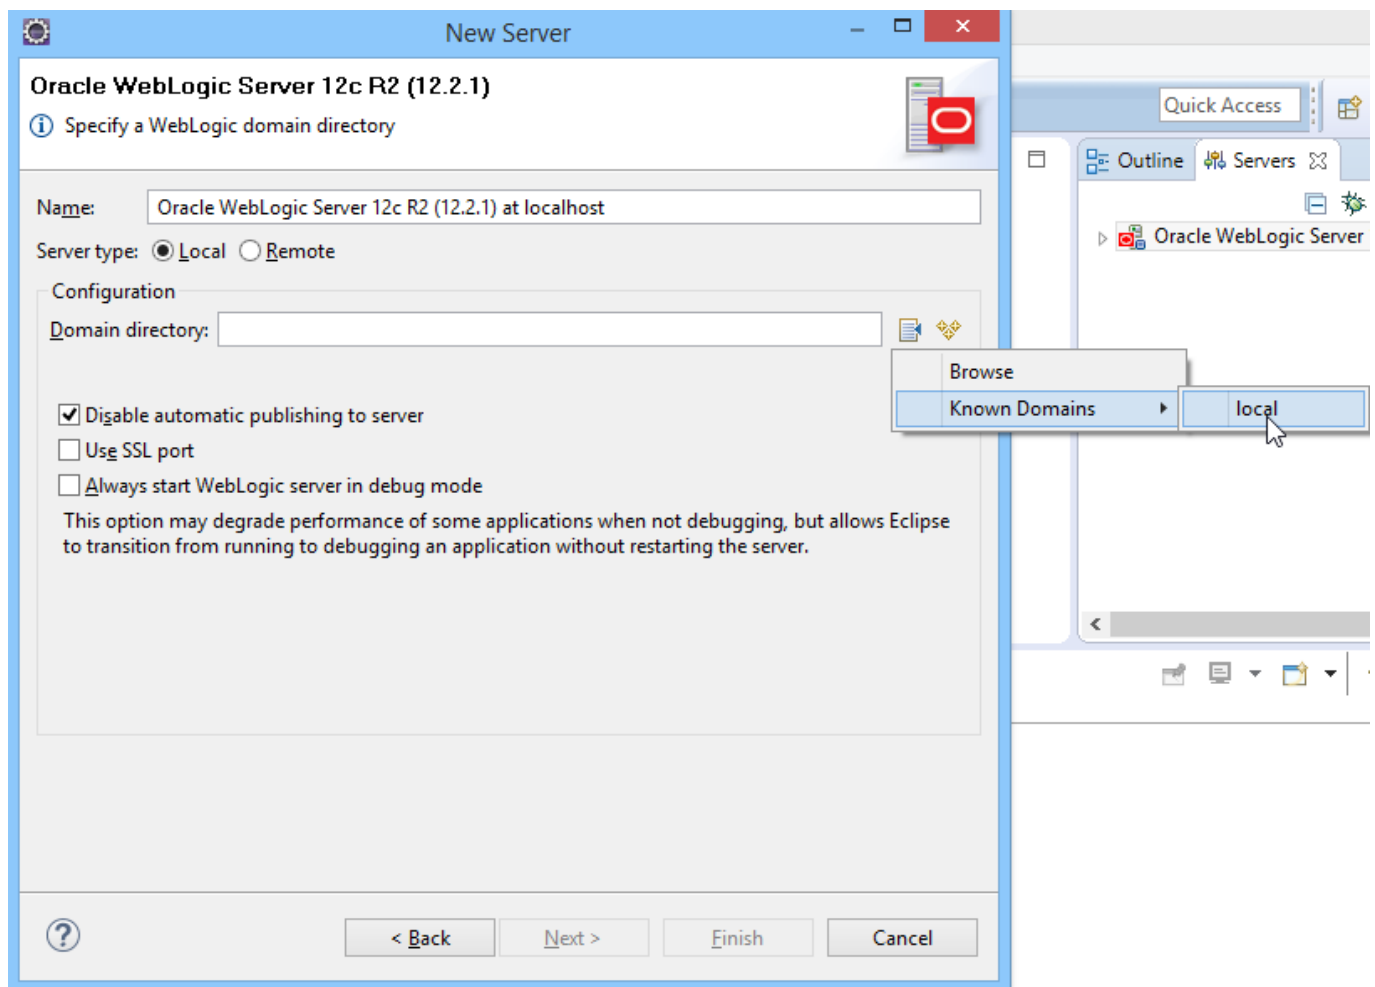 New Server
Oracle WebLogic Server 12c R2 (12.2.1)
Specify a WebLogic domain directory
Name: Oracle WebLogic Server 12c R2 (12.2.1) at localhost
Server type: Local Remote
Configuration
Domain directory:
Browse
Known Domains
local
Disable automatic publishing to server
Use SSL port
Always start WebLogic server in debug mode
This option may degrade performance of some applications when not debugging, but allows Eclipse
to transition from running to debugging an application without restarting the server.
< Back Next > Finish Cancel
Quick Access
Outline Servers
Oracle WebLogic Server